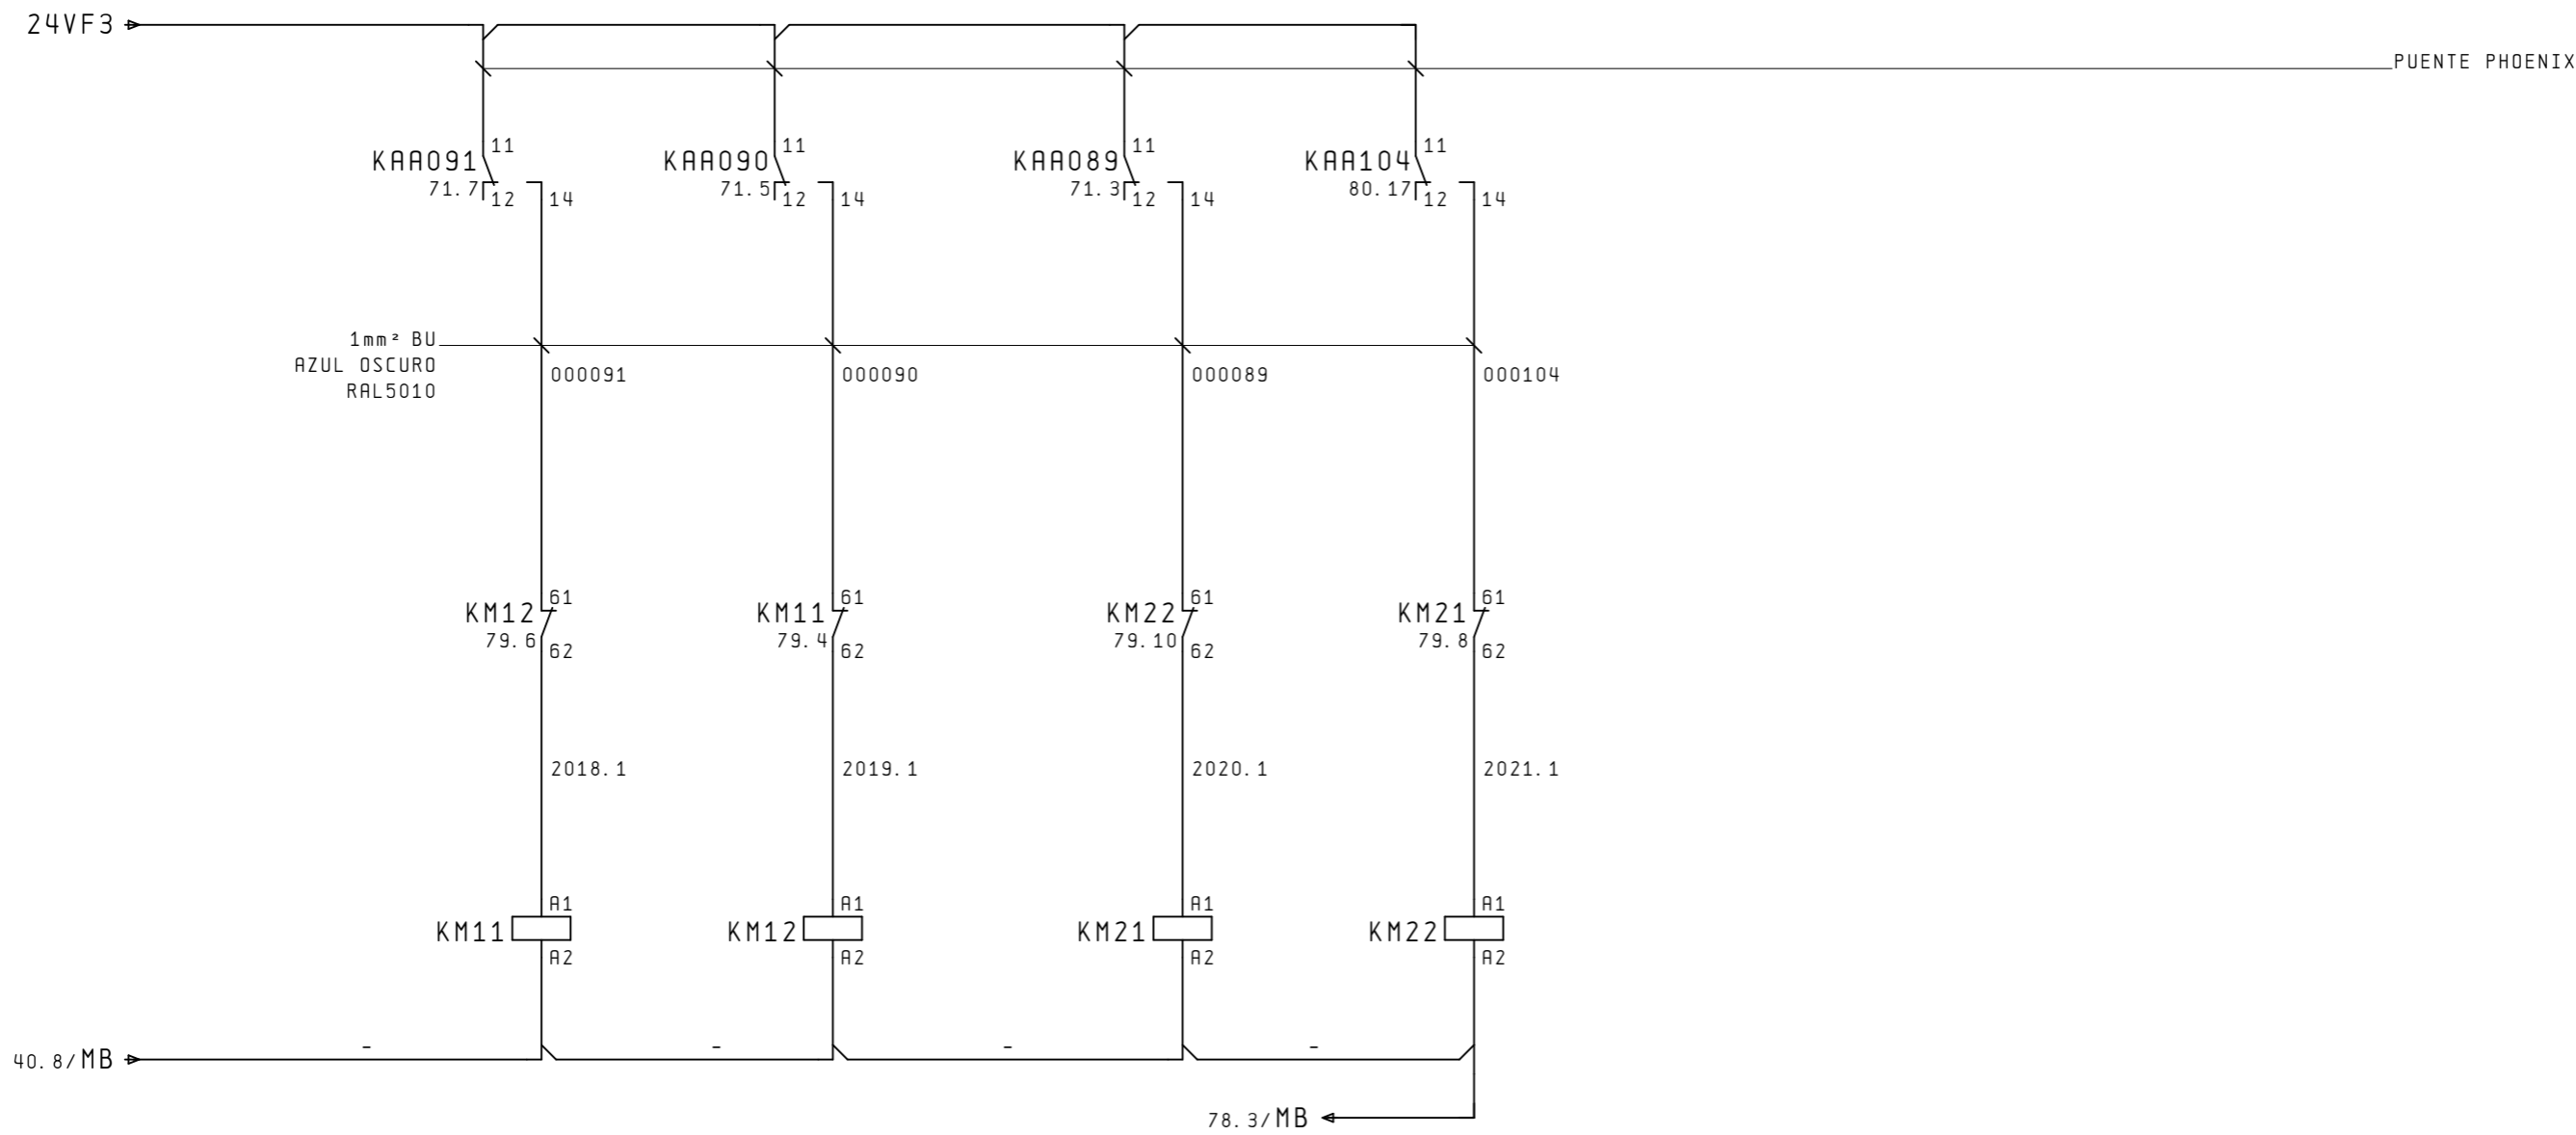 24VF3
PUENTE PHOENIX
KAA091 11
71.7 12 14
KAA090 11
71.5 12 14
KAA089 11
71.3 12 14
KAA104 11
80.17 12 14
1mm² BU
AZUL OSCURO
RAL5010
000091
000090
000089
000104
KM12 61
79.6 62
KM11 61
79.4 62
KM22 61
79.10 62
KM21 61
79.8 62
2018.1
2019.1
2020.1
2021.1
A1
KM11
A2
A1
KM12
A2
A1
KM21
A2
A1
KM22
A2
40.8/MB - - - -
78.3/MB